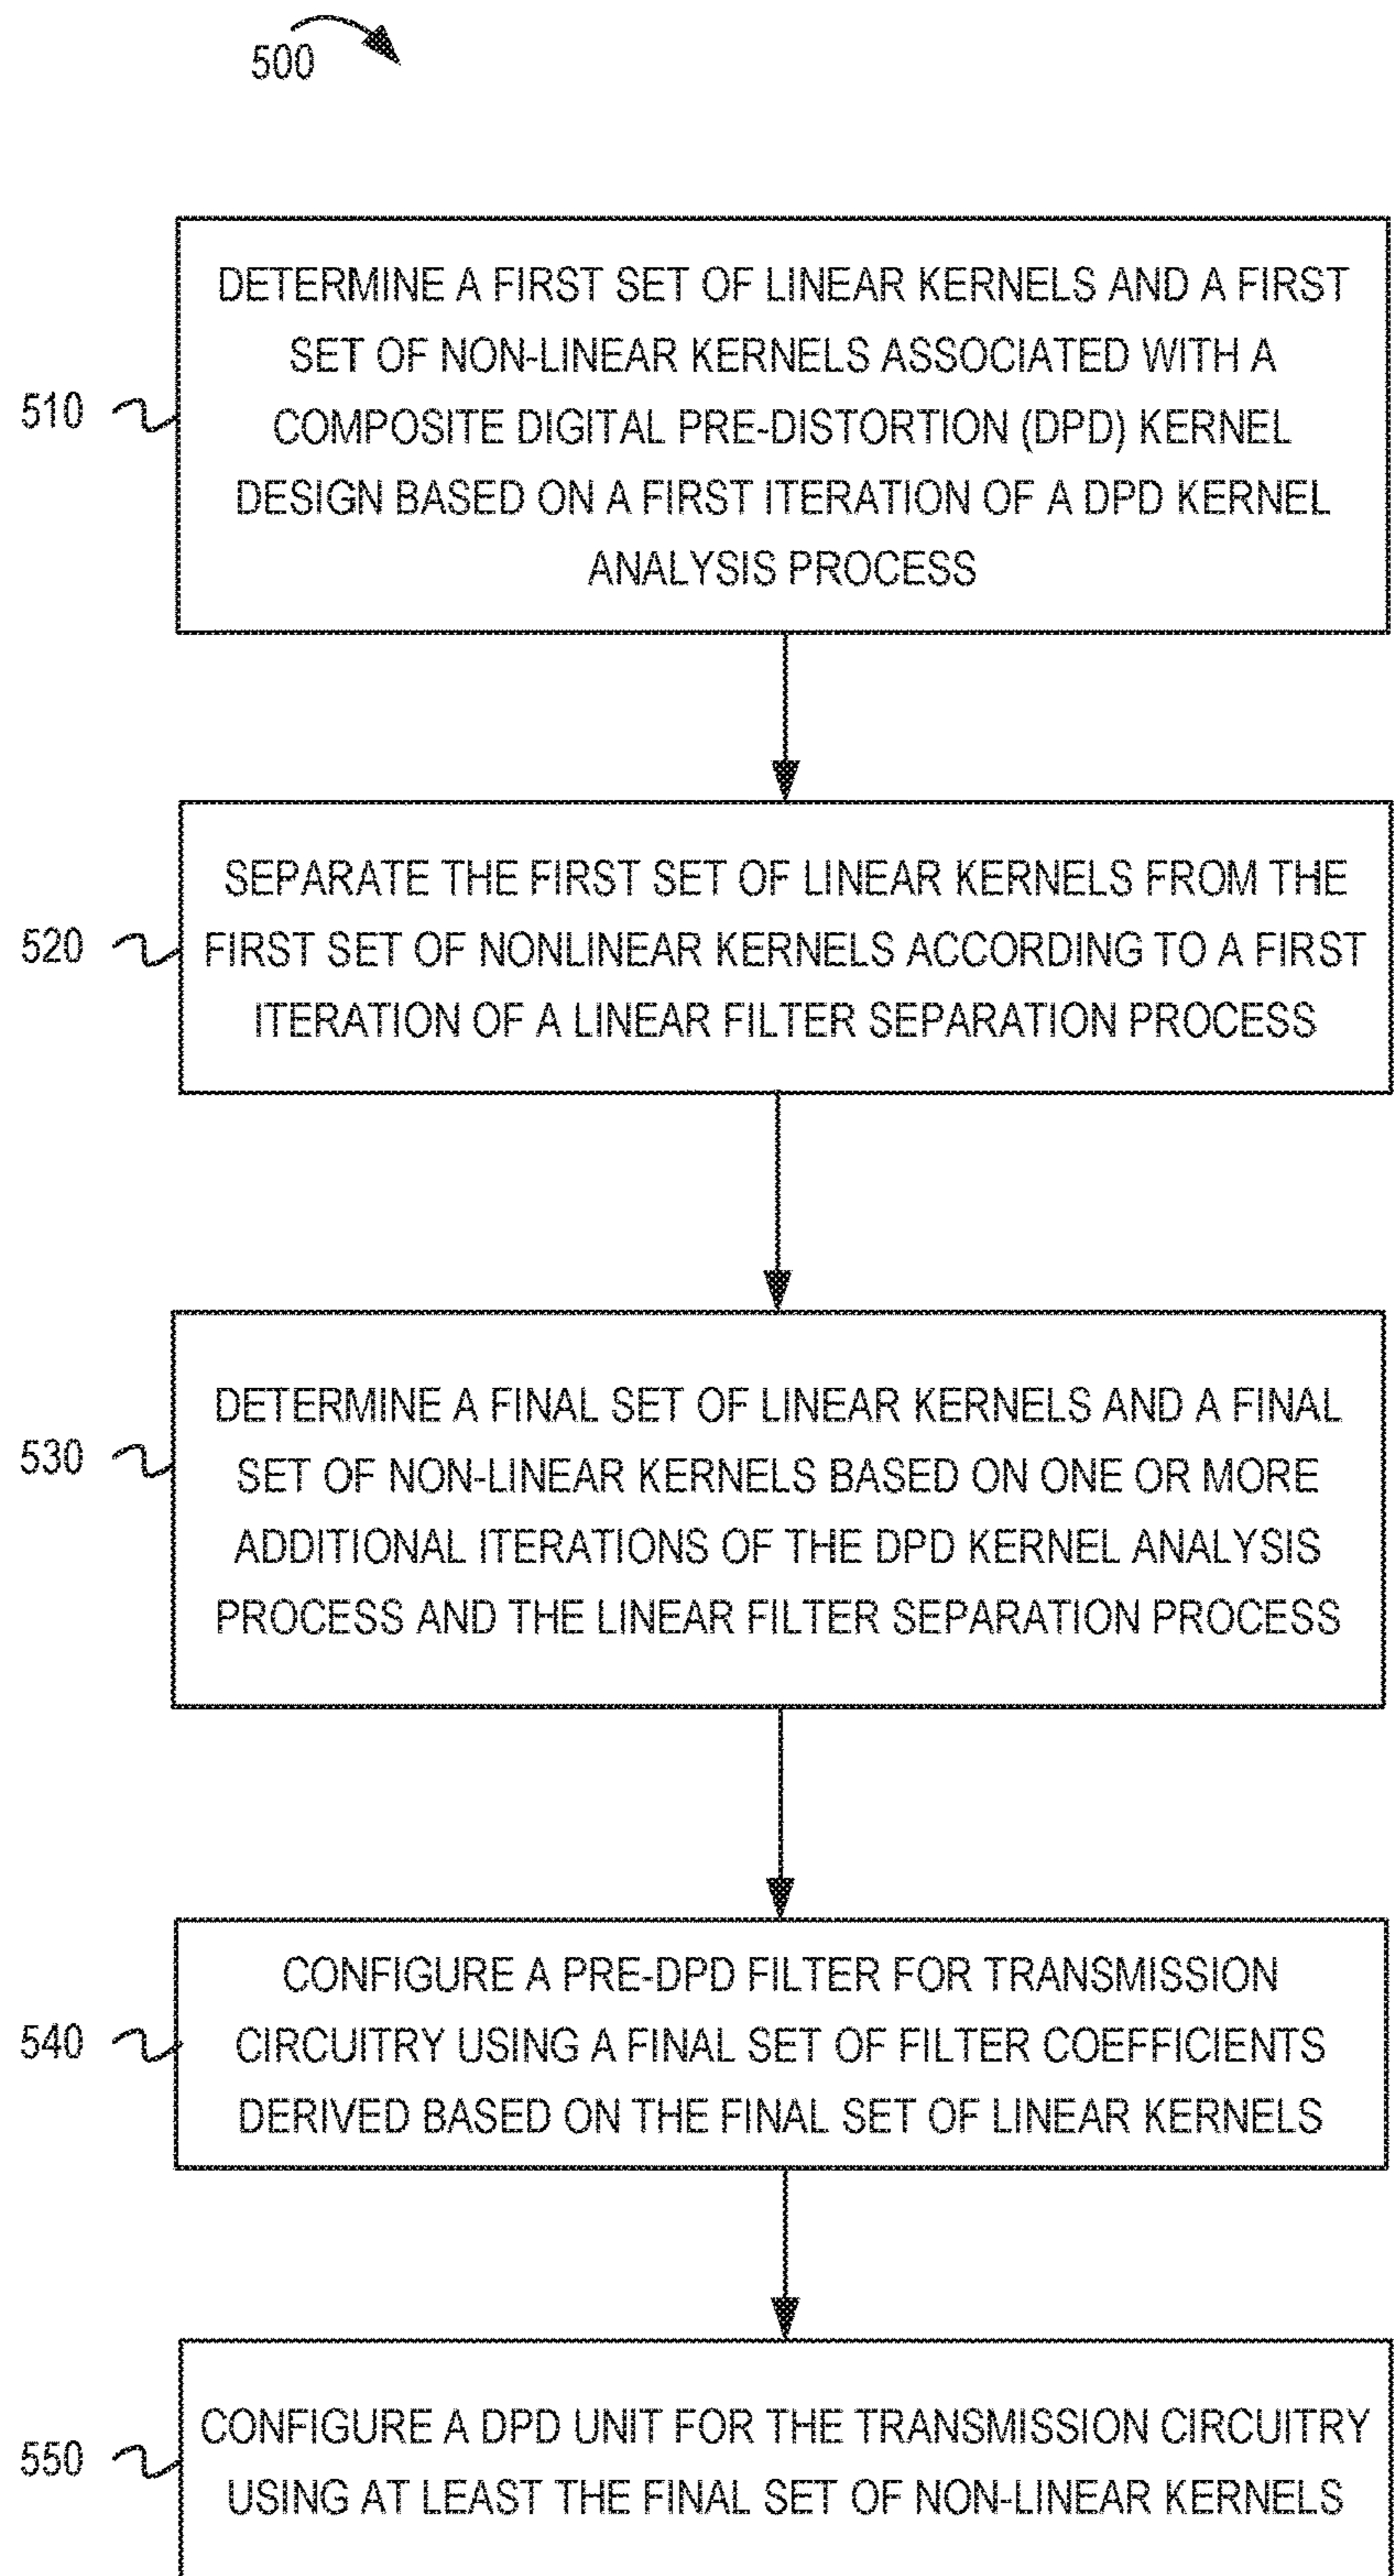 500
DETERMINE A FIRST SET OF LINEAR KERNELS AND A FIRST
SET OF NON-LINEAR KERNELS ASSOCIATED WITH A
510
COMPOSITE DIGITAL PRE-DISTORTION (DPD) KERNEL
DESIGN BASED ON A FIRST ITERATION OF A DPD KERNEL
ANALYSIS PROCESS
SEPARATE THE FIRST SET OF LINEAR KERNELS FROM THE
520
FIRST SET OF NONLINEAR KERNELS ACCORDING TO A FIRST
ITERATION OF A LINEAR FILTER SEPARATION PROCESS
DETERMINE A FINAL SET OF LINEAR KERNELS AND A FINAL
530
SET OF NON-LINEAR KERNELS BASED ON ONE OR MORE
ADDITIONAL ITERATIONS OF THE DPD KERNEL ANALYSIS
PROCESS AND THE LINEAR FILTER SEPARATION PROCESS
CONFIGURE A PRE-DPD FILTER FOR TRANSMISSION
540
CIRCUITRY USING A FINAL SET OF FILTER COEFFICIENTS
DERIVED BASED ON THE FINAL SET OF LINEAR KERNELS
CONFIGURE A DPD UNIT FOR THE TRANSMISSION CIRCUITRY
550
USING AT LEAST THE FINAL SET OF NON-LINEAR KERNELS